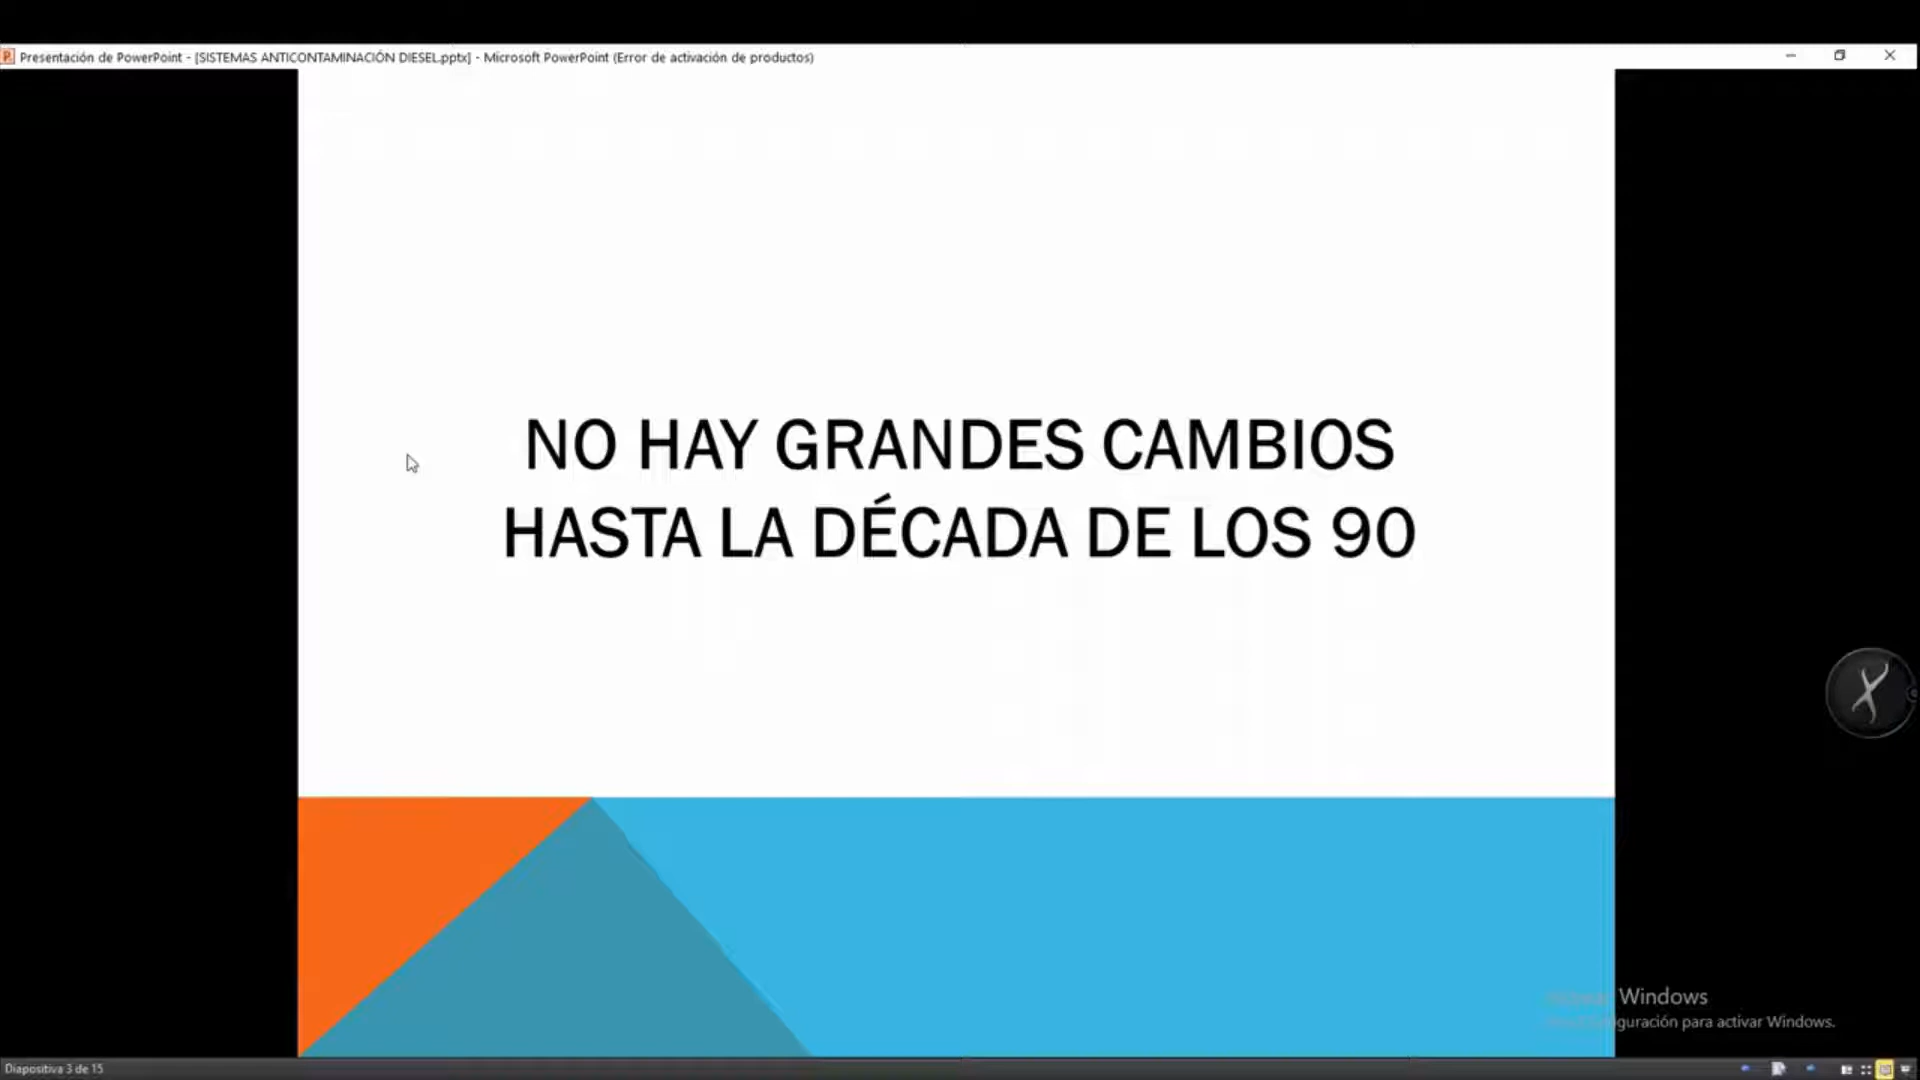 Presentación de PowerPoint - [SISTEMAS ANTICONTAMINACIÓN DIESEL.pptx] - Microsoft PowerPoint (Error de activación de productos)
NO HAY GRANDES CAMBIOS
HASTA LA DÉCADA DE LOS 90
Windows
para activar Windows.
Diapositiva 3 de 15